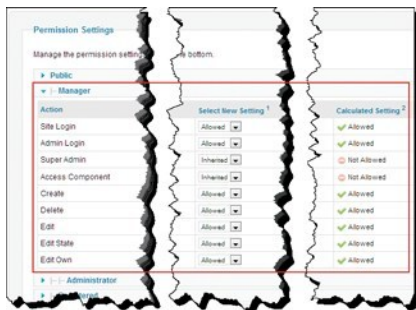 Permission Settings
Manage the permission setting e bottom.
Public
Manager
Action Select New Setting 1 Calculated Setting 2
Site Login Allowed Allowed
Admin Login Allowed Allowed
Super Admin Inherited Not Allowed
Access Component Inherited Not Allowed
Create Allowed Allowed
Delete Allowed Allowed
Edit Allowed Allowed
Edit State Allowed Allowed
Edit Own Allowed Allowed
Administrator